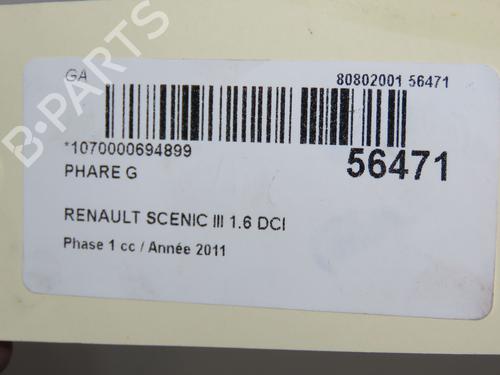 GA 80802001 56471
*1070000694899 56471
PHARE G
RENAULT SCENIC III 1.6 DCI
Phase 1 cc / Année 2011
B-PARTS